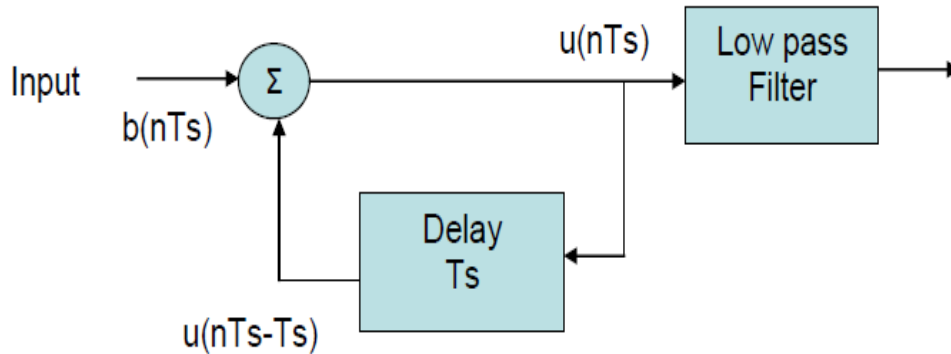 Input
b(nTs)
Σ
u(nTs)
Low pass
Filter
Delay
Ts
u(nTs-Ts)